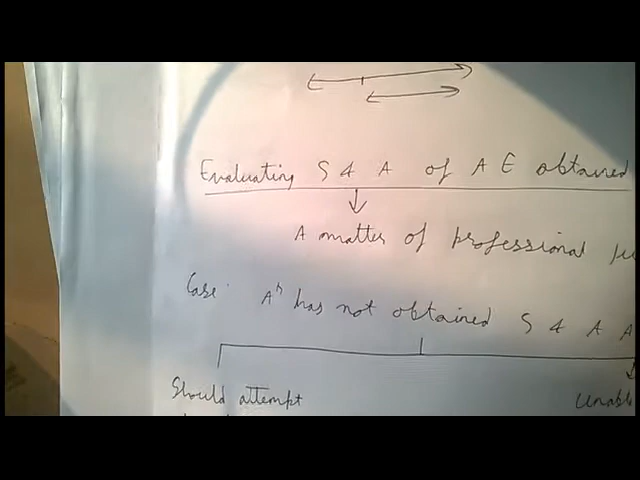 Evaluating S & A of A E obtained
A matter of professional
Case: Aʳ has not obtained S & A A
Should attempt